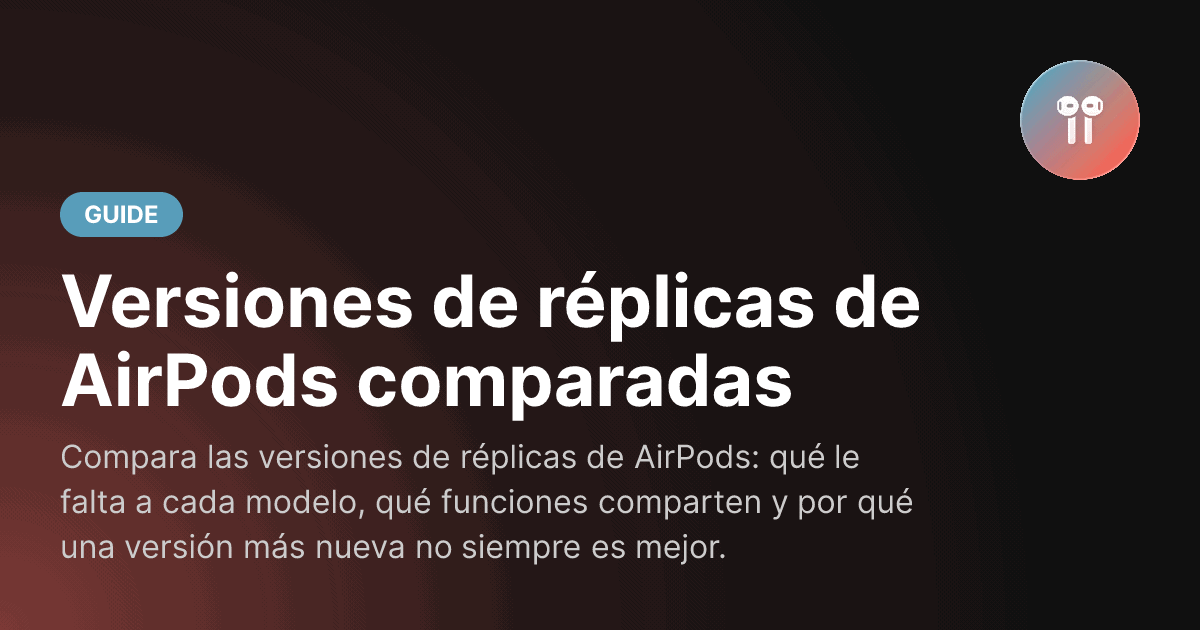 GUIDE
Versiones de réplicas de
AirPods comparadas
Compara las versiones de réplicas de AirPods: qué le
falta a cada modelo, qué funciones comparten y por qué
una versión más nueva no siempre es mejor.